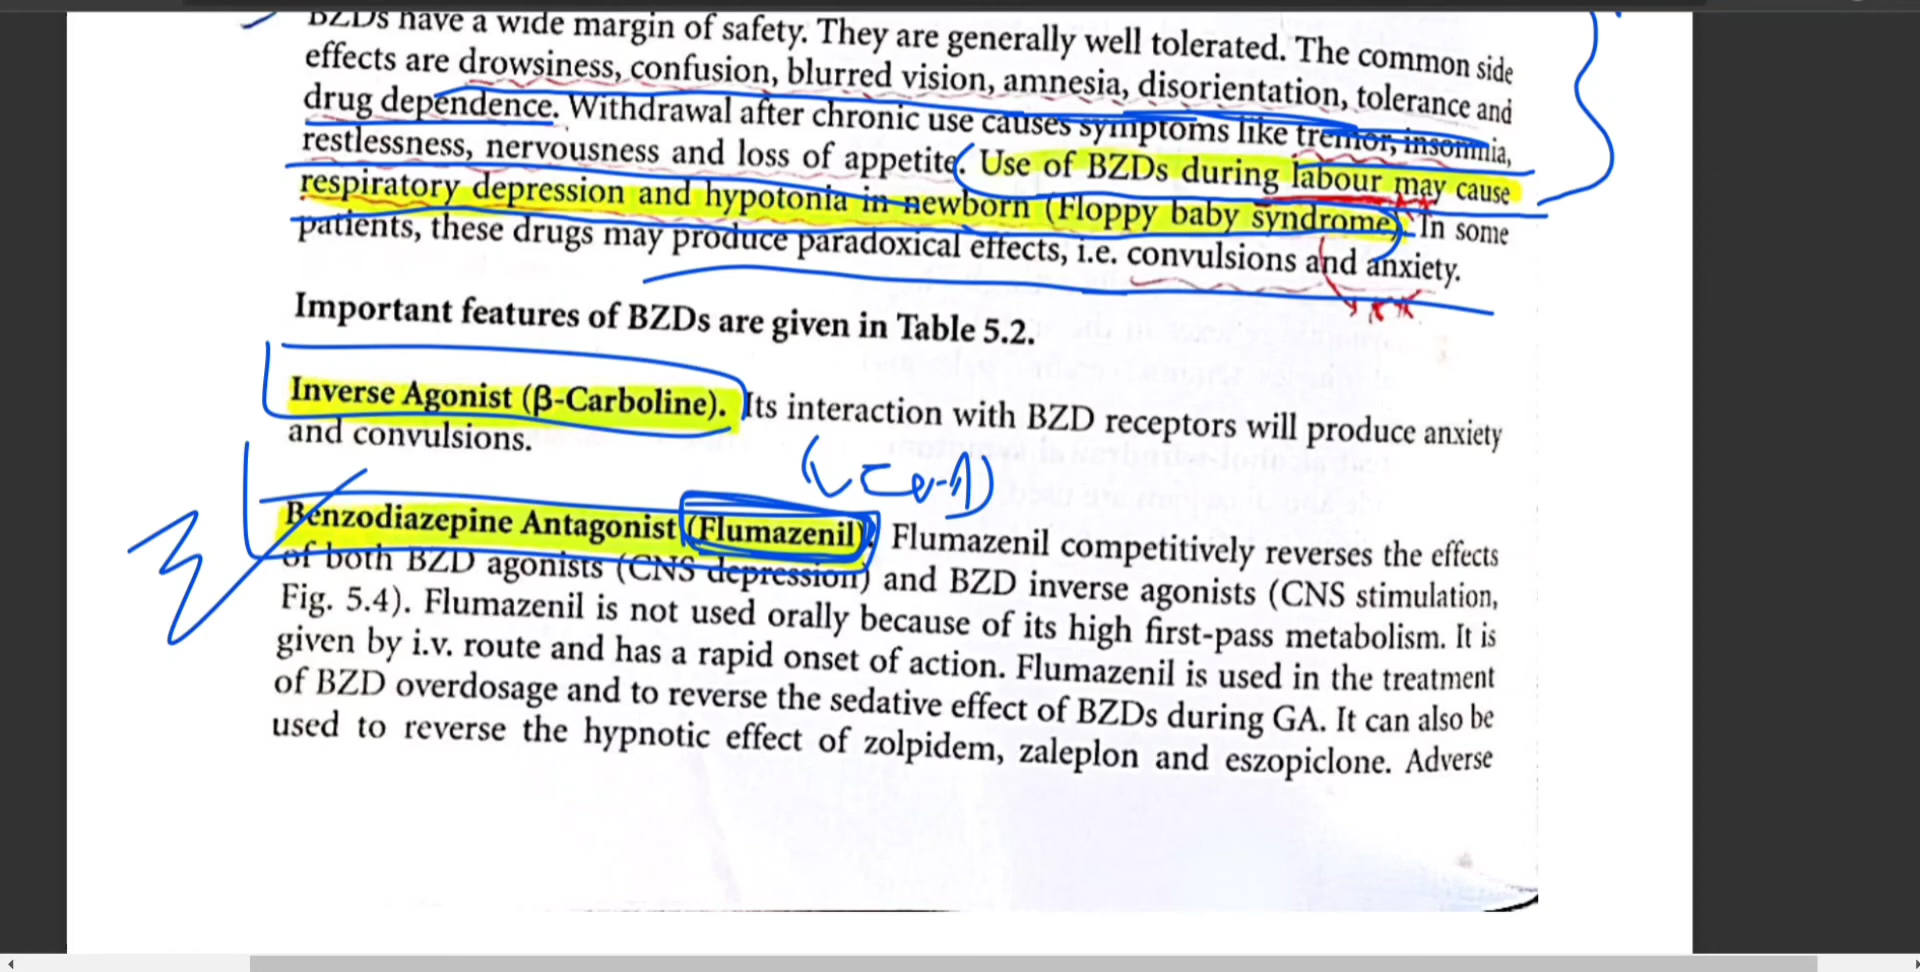 BZDs have a wide margin of safety. They are generally well tolerated. The common side
effects are drowsiness, confusion, blurred vision, amnesia, disorientation, tolerance and
drug dependence. Withdrawal after chronic use causes symptoms like tremor, insomnia,
restlessness, nervousness and loss of appetite. Use of BZDs during labour may cause
respiratory depression and hypotonia in newborn (Floppy baby syndrome). In some
patients, these drugs may produce paradoxical effects, i.e. convulsions and anxiety.
Important features of BZDs are given in Table 5.2.
Inverse Agonist (β-Carboline). Its interaction with BZD receptors will produce anxiety
and convulsions.
Benzodiazepine Antagonist (Flumazenil). Flumazenil competitively reverses the effects
of both BZD agonists (CNS depression) and BZD inverse agonists (CNS stimulation,
Fig. 5.4). Flumazenil is not used orally because of its high first-pass metabolism. It is
given by i.v. route and has a rapid onset of action. Flumazenil is used in the treatment
of BZD overdosage and to reverse the sedative effect of BZDs during GA. It can also be
used to reverse the hypnotic effect of zolpidem, zaleplon and eszopiclone. Adverse